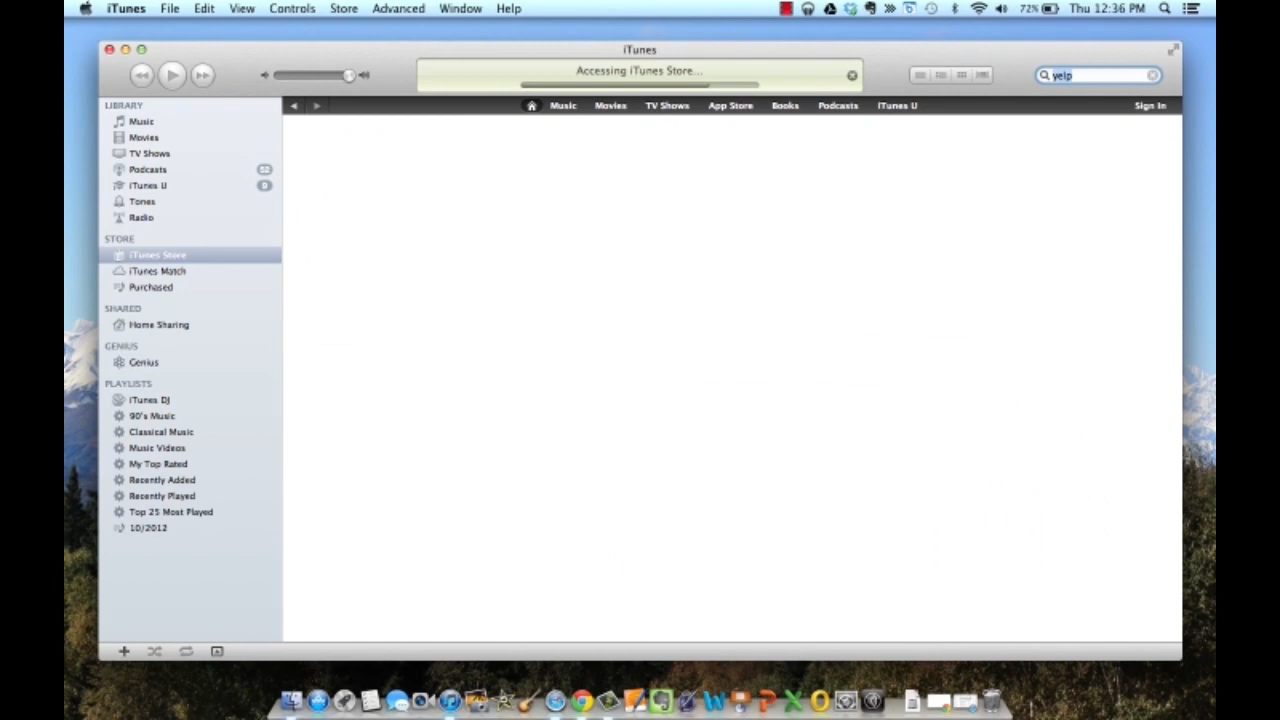 iTunes File Edit View Controls Store Advanced Window Help
72% Thu 12:36 PM
iTunes
Accessing iTunes Store...
yelp
Music Movies TV Shows App Store Books Podcasts iTunes U
Sign In
LIBRARY
Music
Movies
TV Shows
Podcasts
iTunes U
Tones
Radio
STORE
iTunes Store
iTunes Match
Purchased
SHARED
Home Sharing
GENIUS
Genius
PLAYLISTS
iTunes DJ
90's Music
Classical Music
Music Videos
My Top Rated
Recently Added
Recently Played
Top 25 Most Played
10/2012